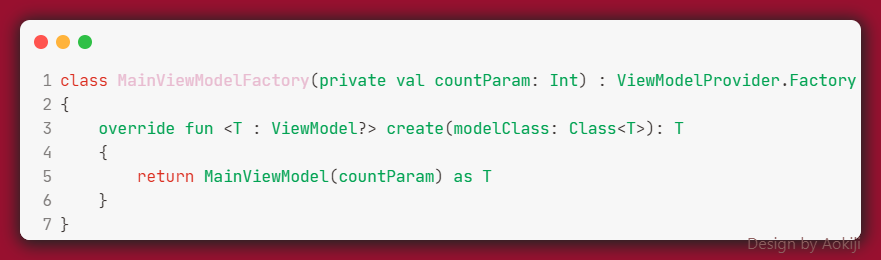 1 class MainViewModelFactory(private val countParam: Int) : ViewModelProvider.Factory
2 {
3     override fun <T : ViewModel?> create(modelClass: Class<T>): T
4     {
5         return MainViewModel(countParam) as T
6     }
7 }
Design by Aokiji